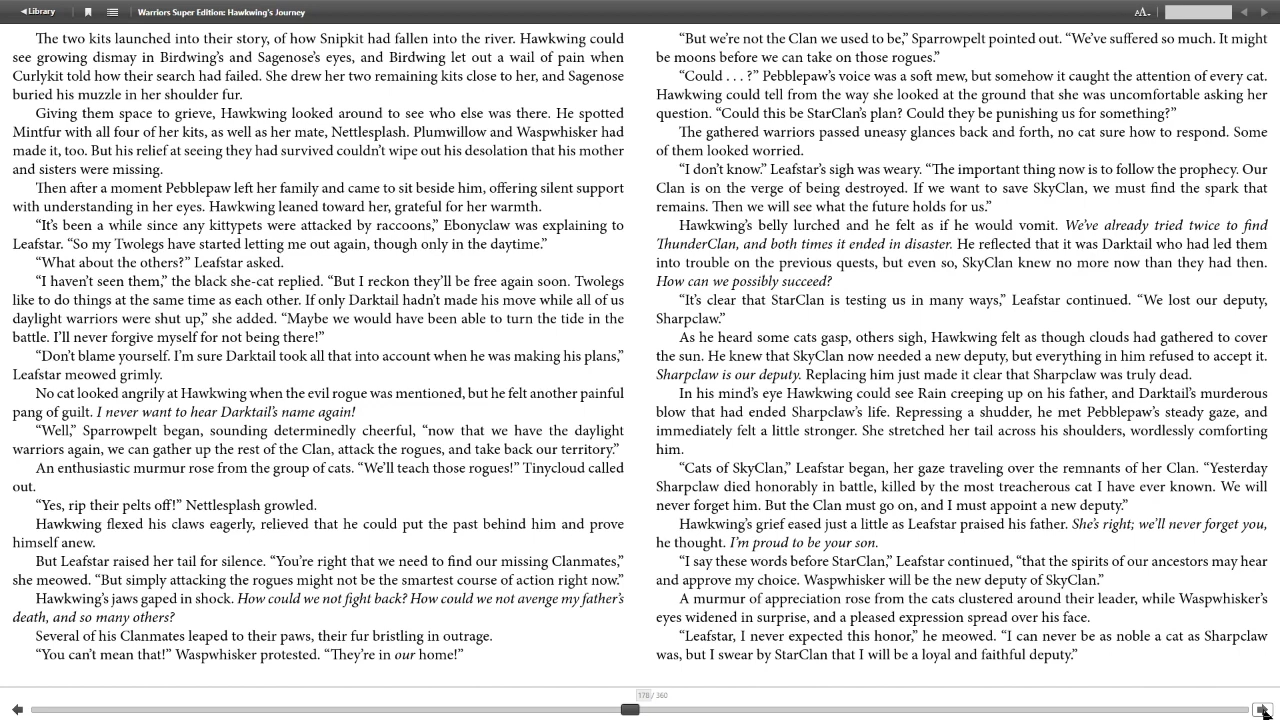 Library
Warriors Super Edition: Hawkwing's Journey
AA
The two kits launched into their story, of how Snipkit had fallen into the river. Hawkwing could
see growing dismay in Birdwing's and Sagenose's eyes, and Birdwing let out a wail of pain when
Curlykit told how their search had failed. She drew her two remaining kits close to her, and Sagenose
buried his muzzle in her shoulder fur.
Giving them space to grieve, Hawkwing looked around to see who else was there. He spotted
Mintfur with all four of her kits, as well as her mate, Nettlesplash. Plumwillow and Waspwhisker had
made it, too. But his relief at seeing they had survived couldn't wipe out his desolation that his mother
and sisters were missing.
Then after a moment Pebblepaw left her family and came to sit beside him, offering silent support
with understanding in her eyes. Hawkwing leaned toward her, grateful for her warmth.
“It's been a while since any kittypets were attacked by raccoons,” Ebonyclaw was explaining to
Leafstar. “So my Twolegs have started letting me out again, though only in the daytime.”
“What about the others?” Leafstar asked.
“I haven't seen them,” the black she-cat replied. “But I reckon they'll be free again soon. Twolegs
like to do things at the same time as each other. If only Darktail hadn't made his move while all of us
daylight warriors were shut up,” she added. “Maybe we would have been able to turn the tide in the
battle. I'll never forgive myself for not being there!”
“Don't blame yourself. I'm sure Darktail took all that into account when he was making his plans,”
Leafstar meowed grimly.
No cat looked angrily at Hawkwing when the evil rogue was mentioned, but he felt another painful
pang of guilt. I never want to hear Darktail's name again!
“Well,” Sparrowpelt began, sounding determinedly cheerful, “now that we have the daylight
warriors again, we can gather up the rest of the Clan, attack the rogues, and take back our territory.”
An enthusiastic murmur rose from the group of cats. “We'll teach those rogues!” Tinycloud called
out.
“Yes, rip their pelts off!” Nettlesplash growled.
Hawkwing flexed his claws eagerly, relieved that he could put the past behind him and prove
himself anew.
But Leafstar raised her tail for silence. “You're right that we need to find our missing Clanmates,”
she meowed. “But simply attacking the rogues might not be the smartest course of action right now.”
Hawkwing's jaws gaped in shock. How could we not fight back? How could we not avenge my father's
death, and so many others?
Several of his Clanmates leaped to their paws, their fur bristling in outrage.
“You can't mean that!” Waspwhisker protested. “They're in our home!”
“But we're not the Clan we used to be,” Sparrowpelt pointed out. “We've suffered so much. It might
be moons before we can take on those rogues.”
“Could . . . ?” Pebblepaw's voice was a soft mew, but somehow it caught the attention of every cat.
Hawkwing could tell from the way she looked at the ground that she was uncomfortable asking her
question. “Could this be StarClan's plan? Could they be punishing us for something?”
The gathered warriors passed uneasy glances back and forth, no cat sure how to respond. Some
of them looked worried.
“I don't know.” Leafstar's sigh was weary. “The important thing now is to follow the prophecy. Our
Clan is on the verge of being destroyed. If we want to save SkyClan, we must find the spark that
remains. Then we will see what the future holds for us.”
Hawkwing's belly lurched and he felt as if he would vomit. We've already tried twice to find
ThunderClan, and both times it ended in disaster. He reflected that it was Darktail who had led them
into trouble on the previous quests, but even so, SkyClan knew no more now than they had then.
How can we possibly succeed?
“It's clear that StarClan is testing us in many ways,” Leafstar continued. “We lost our deputy,
Sharpclaw.”
As he heard some cats gasp, others sigh, Hawkwing felt as though clouds had gathered to cover
the sun. He knew that SkyClan now needed a new deputy, but everything in him refused to accept it.
Sharpclaw is our deputy. Replacing him just made it clear that Sharpclaw was truly dead.
In his mind's eye Hawkwing could see Rain creeping up on his father, and Darktail's murderous
blow that had ended Sharpclaw's life. Repressing a shudder, he met Pebblepaw's steady gaze, and
immediately felt a little stronger. She stretched her tail across his shoulders, wordlessly comforting
him.
“Cats of SkyClan,” Leafstar began, her gaze traveling over the remnants of her Clan. “Yesterday
Sharpclaw died honorably in battle, killed by the most treacherous cat I have ever known. We will
never forget him. But the Clan must go on, and I must appoint a new deputy.”
Hawkwing's grief eased just a little as Leafstar praised his father. She's right; we'll never forget you,
he thought. I'm proud to be your son.
“I say these words before StarClan,” Leafstar continued, “that the spirits of our ancestors may hear
and approve my choice. Waspwhisker will be the new deputy of SkyClan.”
A murmur of appreciation rose from the cats clustered around their leader, while Waspwhisker's
eyes widened in surprise, and a pleased expression spread over his face.
“Leafstar, I never expected this honor,” he meowed. “I can never be as noble a cat as Sharpclaw
was, but I swear by StarClan that I will be a loyal and faithful deputy.”
178 / 360